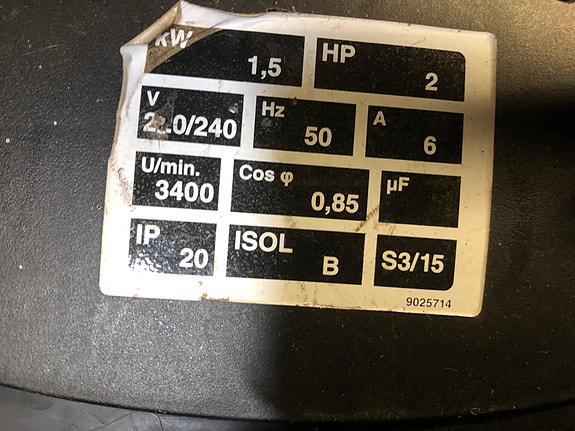 kW 1,5
HP 2
V
Hz 50
A 6
U/min. 3400
Cos φ 0,85
μF
IP 20
ISOL B
S3/15
9025714